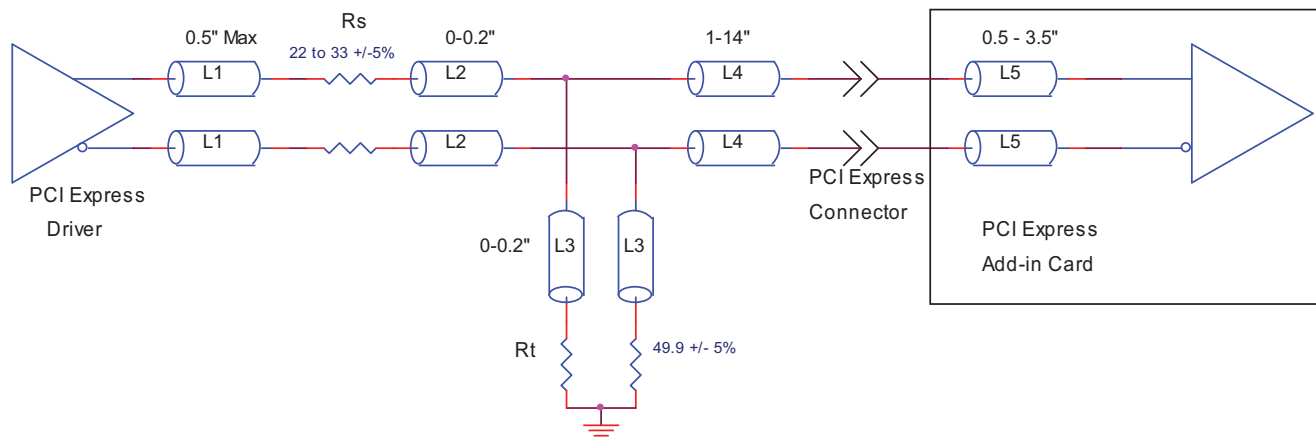 Rs
0.5" Max
22 to 33 +/-5%
0-0.2"
1-14"
0.5 - 3.5"
L1
L2
L4
L5
L1
L2
L4
L5
PCI Express
Driver
PCI Express
Connector
0-0.2"
L3
L3
PCI Express
Add-in Card
Rt
49.9 +/- 5%